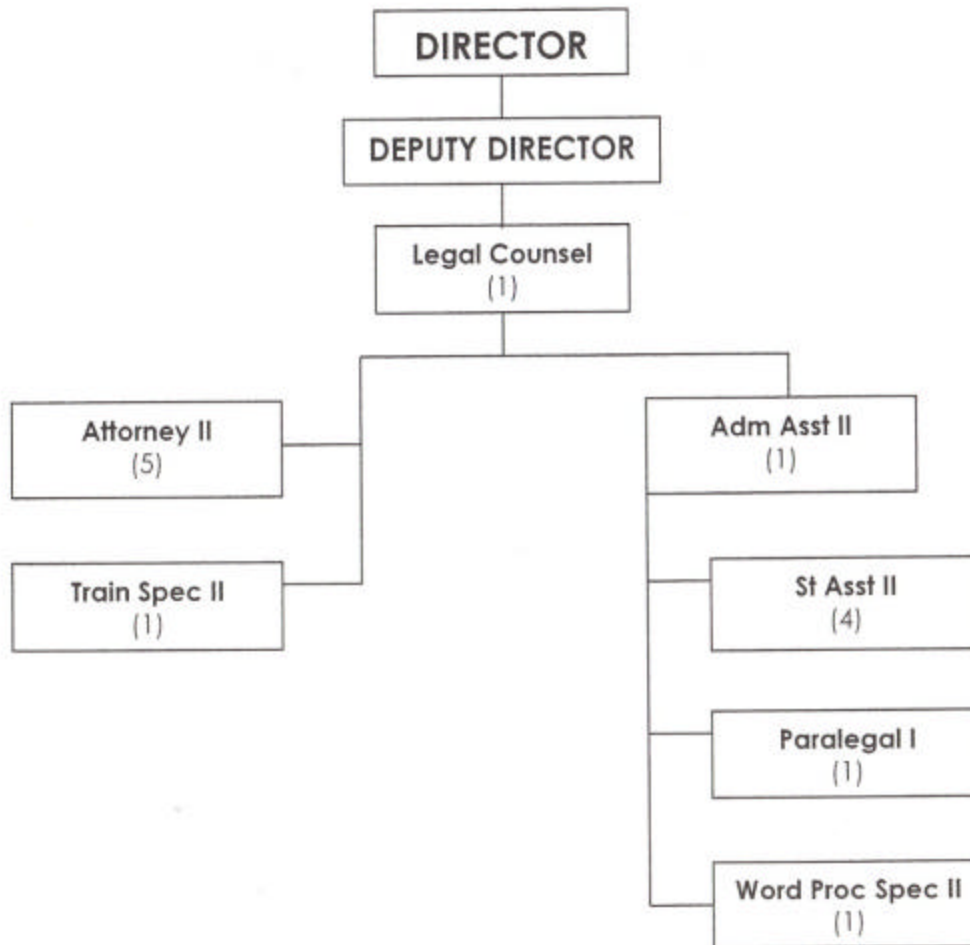 DIRECTOR
DEPUTY DIRECTOR
Legal Counsel
(1)
Attorney II
(5)
Train Spec II
(1)
Adm Asst II
(1)
St Asst II
(4)
Paralegal I
(1)
Word Proc Spec II
(1)